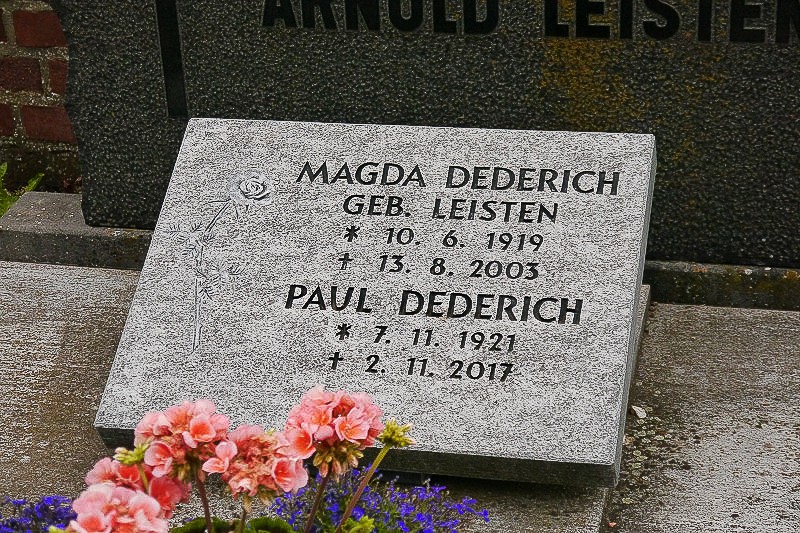 ARNOLD LEISTEN
MAGDA DEDERICH
GEB. LEISTEN
* 10. 6. 1919
† 13. 8. 2003
PAUL DEDERICH
* 7. 11. 1921
† 2. 11. 2017